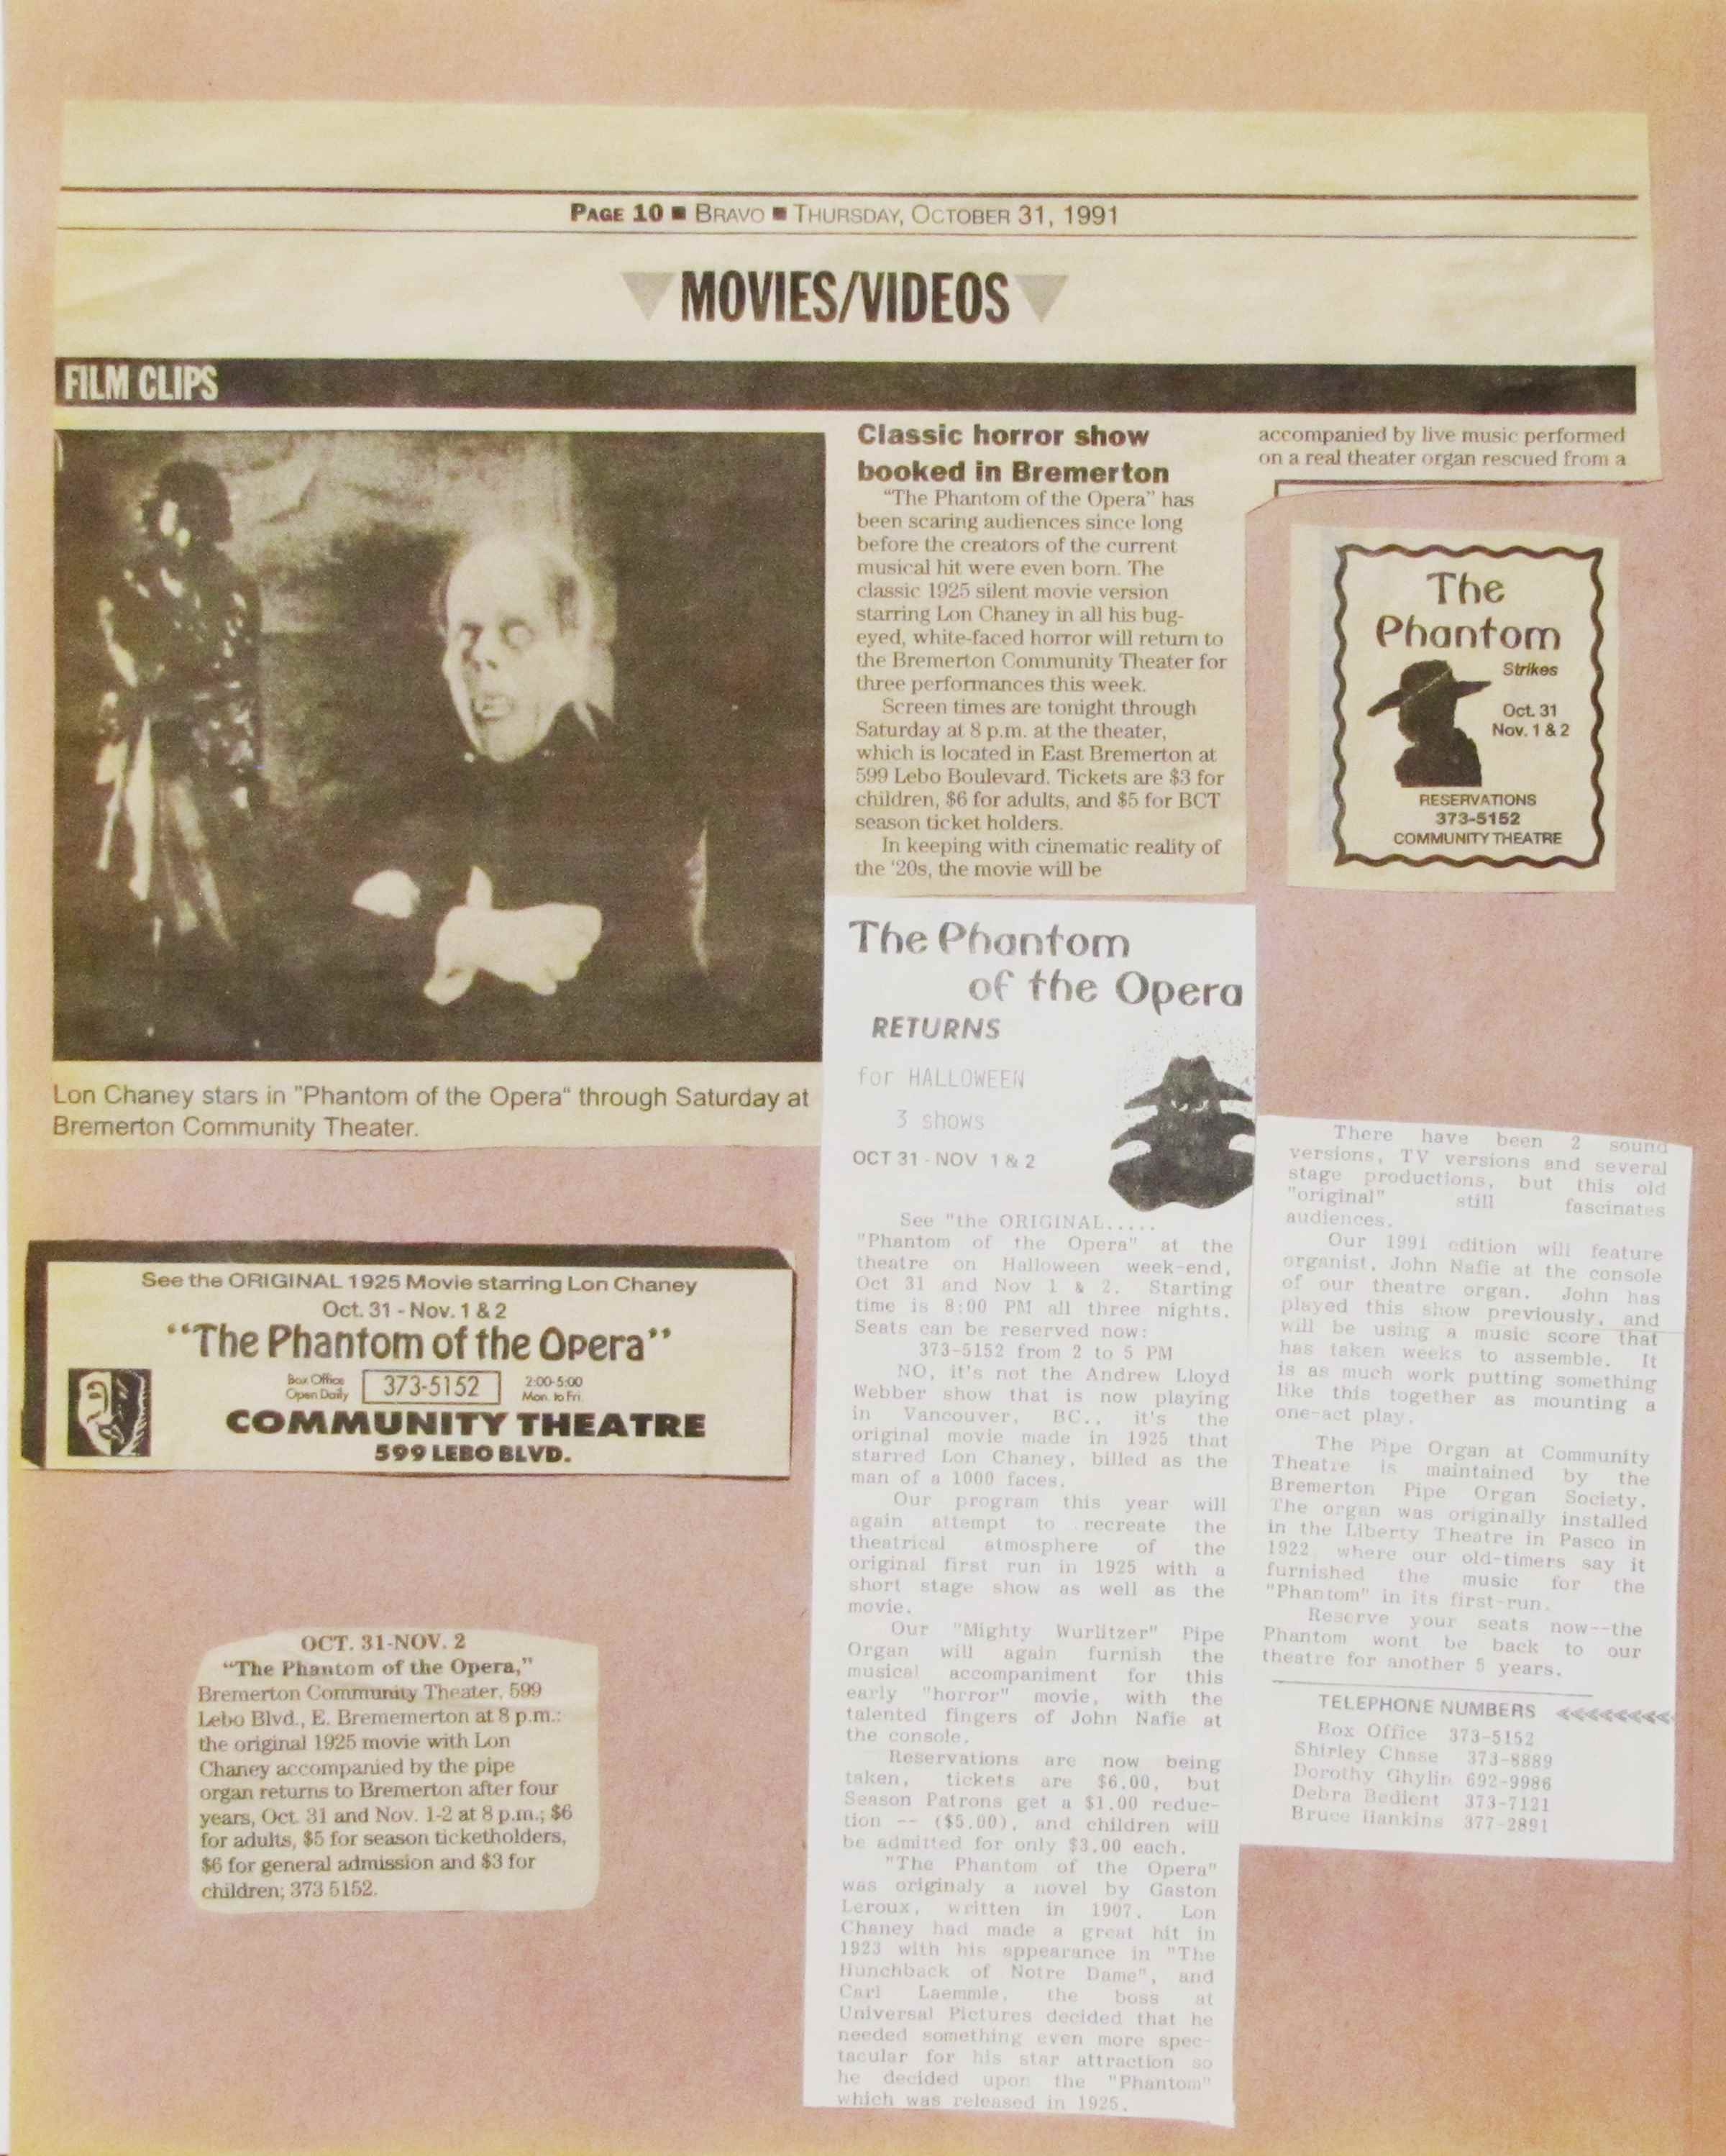 PAGE 10 ■ BRAVO ■ THURSDAY, OCTOBER 31, 1991
MOVIES/VIDEOS
FILM CLIPS
Lon Chaney stars in "Phantom of the Opera" through Saturday at
Bremerton Community Theater.
Classic horror show
booked in Bremerton
"The Phantom of the Opera" has
been scaring audiences since long
before the creators of the current
musical hit were even born. The
classic 1925 silent movie version
starring Lon Chaney in all his bug-
eyed, white-faced horror will return to
the Bremerton Community Theater for
three performances this week.
Screen times are tonight through
Saturday at 8 p.m. at the theater,
which is located in East Bremerton at
599 Lebo Boulevard. Tickets are $3 for
children, $6 for adults, and $5 for BCT
season ticket holders.
In keeping with cinematic reality of
the '20s, the movie will be
accompanied by live music performed
on a real theater organ rescued from a
The
Phantom
Strikes
Oct. 31
Nov. 1 & 2
RESERVATIONS
373-5152
COMMUNITY THEATRE
See the ORIGINAL 1925 Movie starring Lon Chaney
Oct. 31 - Nov. 1 & 2
"The Phantom of the Opera"
Box Office
Open Daily
373-5152
2:00-5:00
Mon. to Fri.
COMMUNITY THEATRE
599 LEBO BLVD.
OCT. 31-NOV. 2
"The Phantom of the Opera,"
Bremerton Community Theater, 599
Lebo Blvd., E. Brememerton at 8 p.m.:
the original 1925 movie with Lon
Chaney accompanied by the pipe
organ returns to Bremerton after four
years, Oct. 31 and Nov. 1-2 at 8 p.m.; $6
for adults, $5 for season ticketholders,
$6 for general admission and $3 for
children; 373 5152.
The Phantom
of the Opera
RETURNS
for HALLOWEEN
3 shows
OCT 31 - NOV 1 & 2
See "the ORIGINAL.....
"Phantom of the Opera" at the
theatre on Halloween week-end,
Oct 31 and Nov 1 & 2. Starting
time is 8:00 PM all three nights.
Seats can be reserved now:
373-5152 from 2 to 5 PM
NO, it's not the Andrew Lloyd
Webber show that is now playing
in Vancouver, BC., it's the
original movie made in 1925 that
starred Lon Chaney, billed as the
man of a 1000 faces.
Our program this year will
again attempt to recreate the
theatrical atmosphere of the
original first run in 1925 with a
short stage show as well as the
movie.
Our "Mighty Wurlitzer" Pipe
Organ will again furnish the
musical accompaniment for this
early "horror" movie, with the
talented fingers of John Nafie at
the console.
Reservations are now being
taken, tickets are $6.00, but
Season Patrons get a $1.00 reduc-
tion -- ($5.00), and children will
be admitted for only $3.00 each.
"The Phantom of the Opera"
was originaly a novel by Gaston
Leroux, written in 1907. Lon
Chaney had made a great hit in
1923 with his appearance in "The
Hunchback of Notre Dame", and
Carl Laemmle, the boss at
Universal Pictures decided that he
needed something even more spec-
tacular for his star attraction so
he decided upon the "Phantom"
which was released in 1925.
There have been 2 sound
versions, TV versions and several
stage productions, but this old
"original" still fascinates
audiences.
Our 1991 edition will feature
organist, John Nafie at the console
of our theatre organ. John has
played this show previously, and
will be using a music score that
has taken weeks to assemble. It
is as much work putting something
like this together as mounting a
one-act play.
The Pipe Organ at Community
Theatre is maintained by the
Bremerton Pipe Organ Society.
The organ was originally installed
in the Liberty Theatre in Pasco in
1922 where our old-timers say it
furnished the music for the
"Phantom" in its first-run.
Reserve your seats now--the
Phantom wont be back to our
theatre for another 5 years.
TELEPHONE NUMBERS <<<<<<<<<
Box Office 373-5152
Shirley Chase 373-8889
Dorothy Ghylin 692-9986
Debra Bedient 373-7121
Bruce Hankins 377-2891